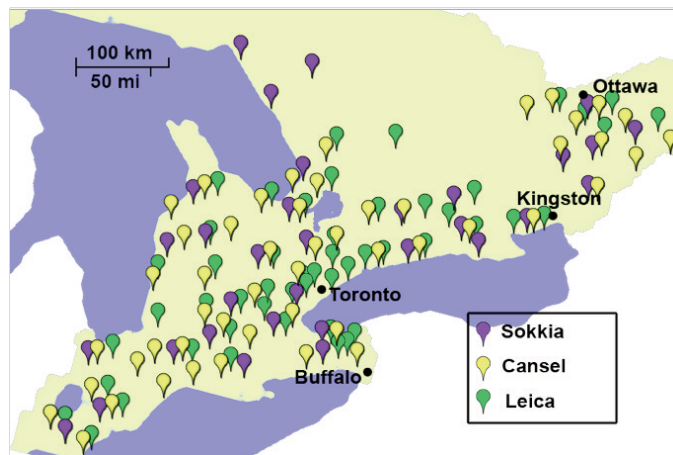 100 km
50 mi
Ottawa
Kingston
Toronto
Buffalo
Sokkia
Cansel
Leica